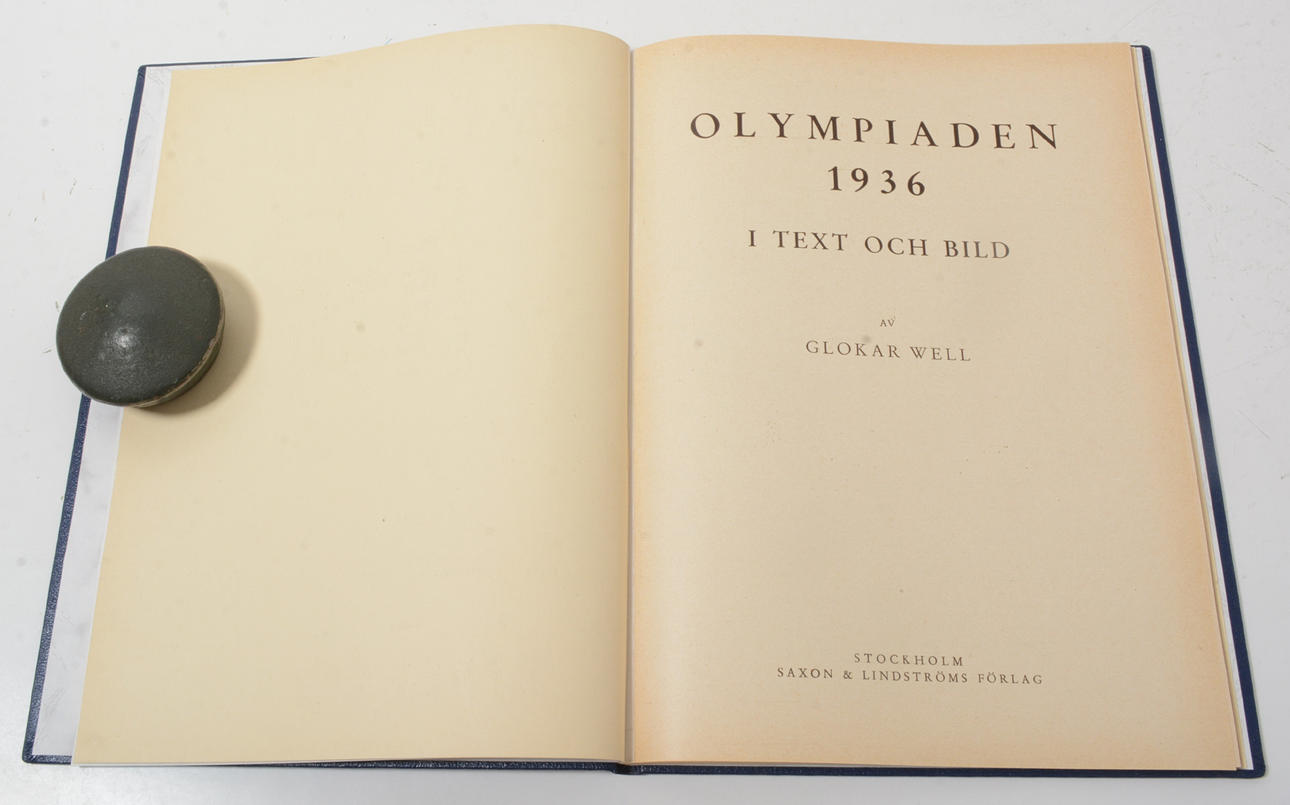 OLYMPIADEN
1936
I TEXT OCH BILD
AV
GLOKAR WELL
STOCKHOLM
SAXON & LINDSTRÖMS FÖRLAG